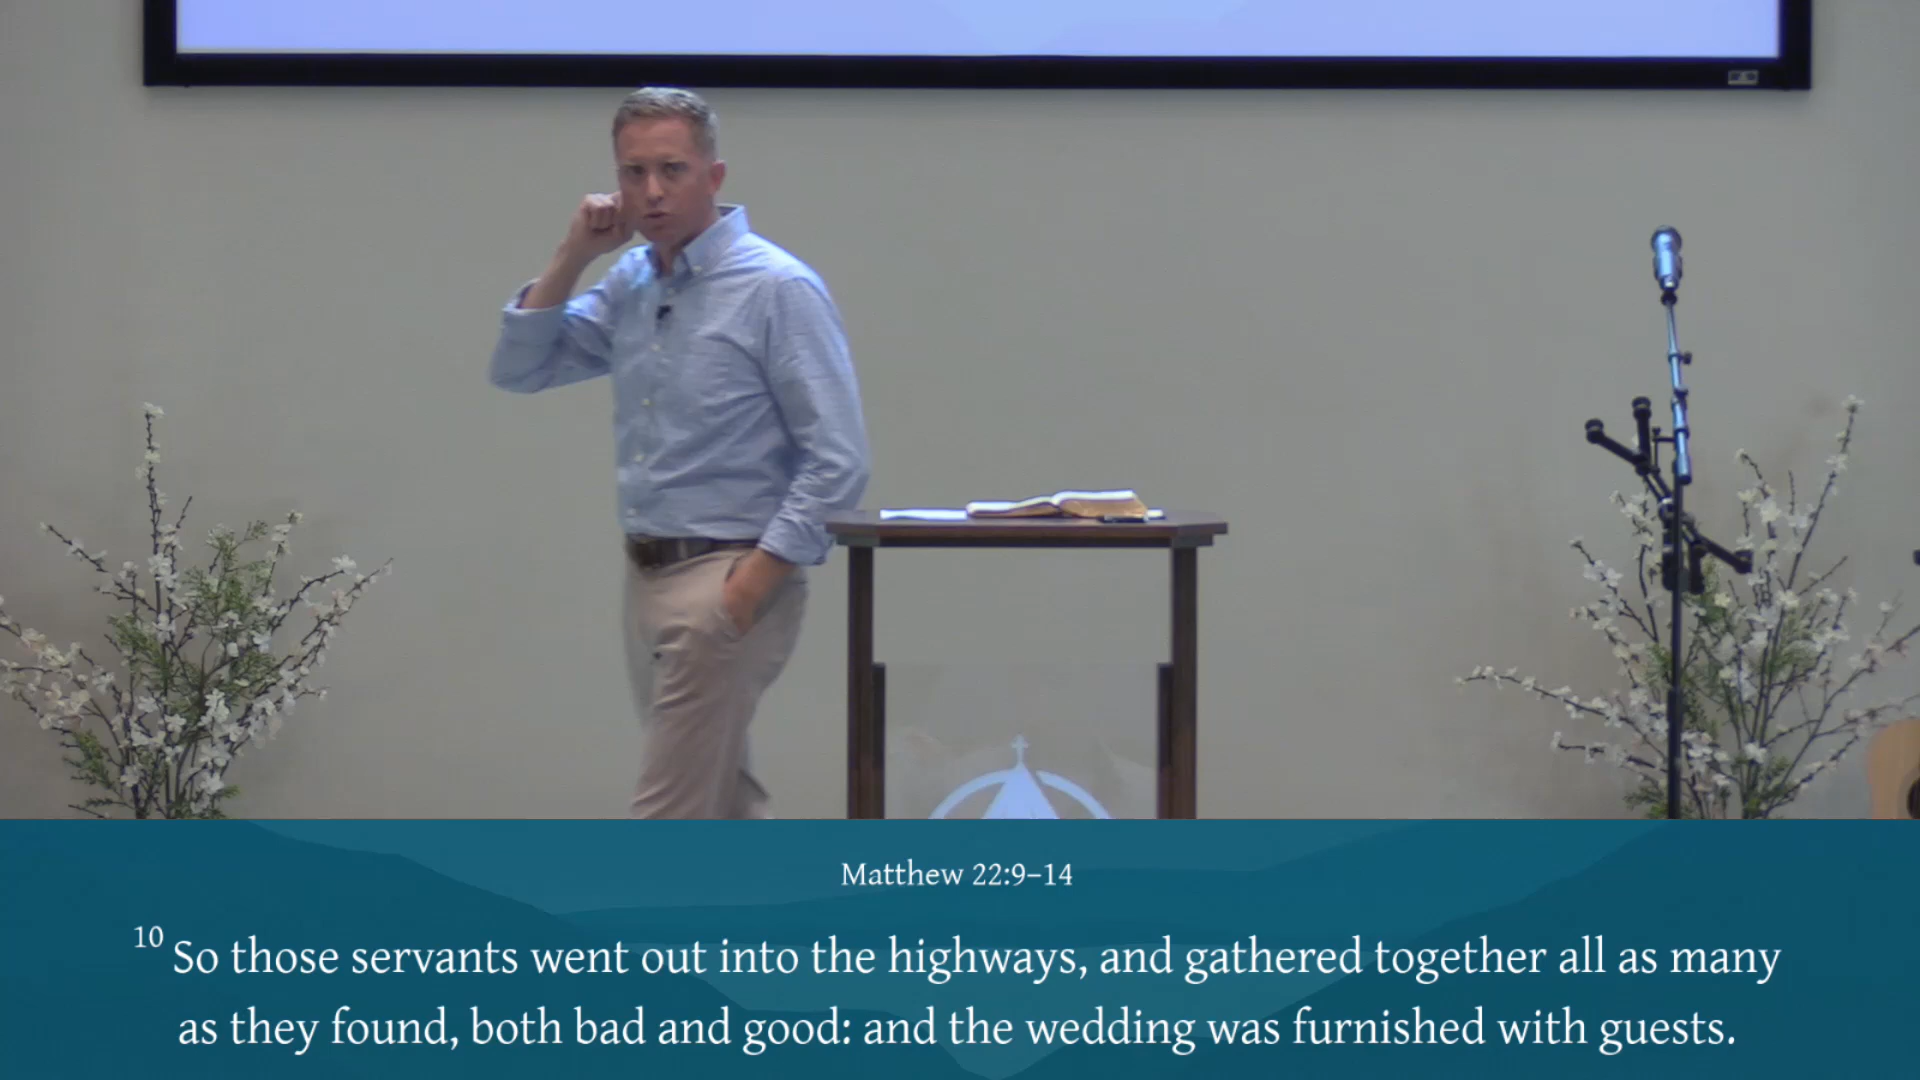 Matthew 22:9–14
10 So those servants went out into the highways, and gathered together all as many
as they found, both bad and good: and the wedding was furnished with guests.